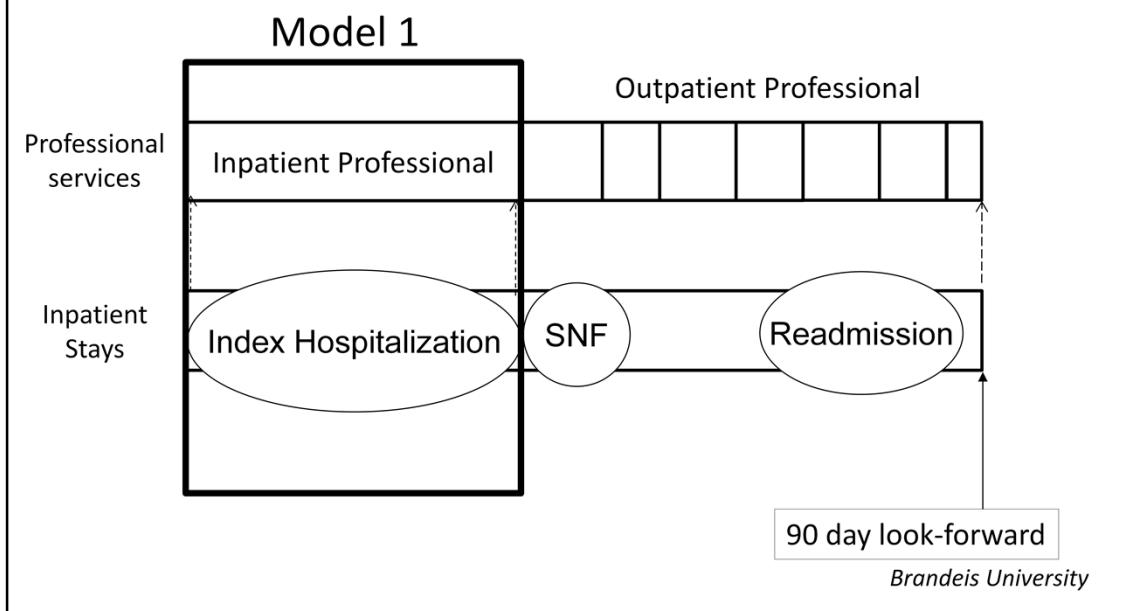 Model 1
Outpatient Professional
Professional
services
Inpatient Professional
Inpatient
Stays
Index Hospitalization
SNF
Readmission
90 day look-forward
Brandeis University